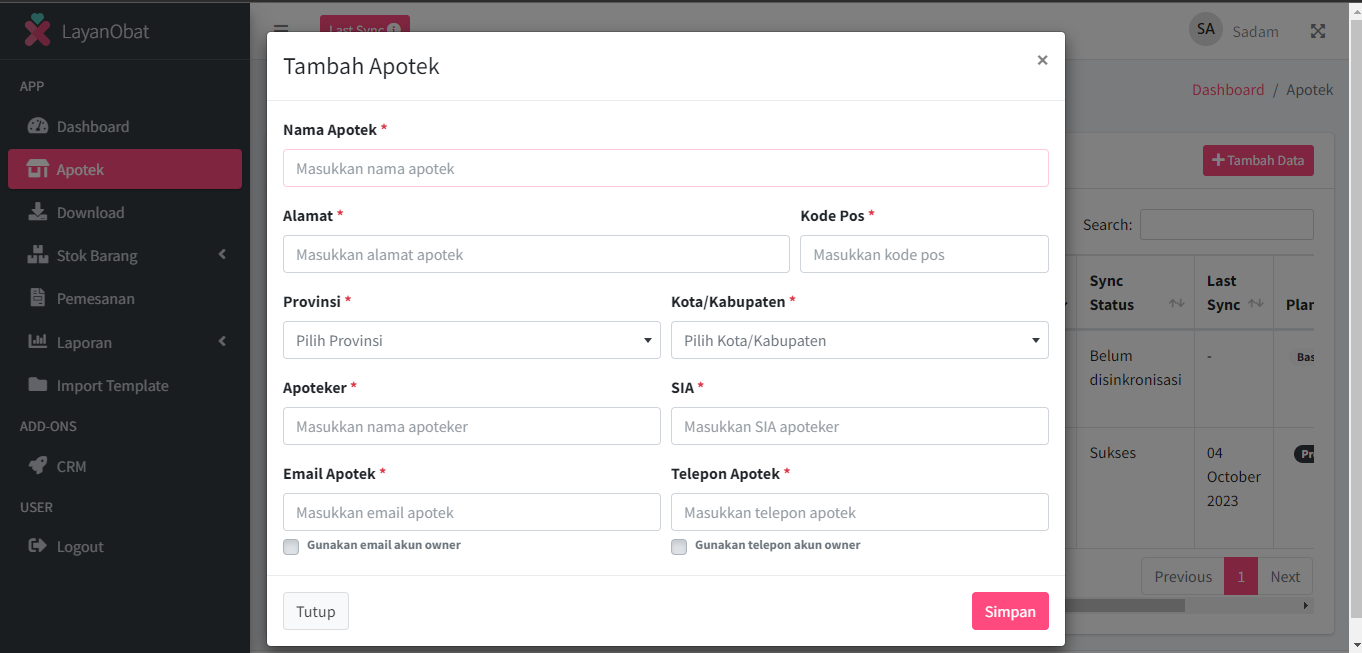 LayanObat
APP
Dashboard
Apotek
Download
Stok Barang
Pemesanan
Laporan
Import Template
ADD-ONS
CRM
USER
Logout
Last Sync
SA Sadam
Dashboard / Apotek
Tambah Data
Search:
Sync Status
Last Sync
Plan
Belum disinkronisasi
-
Bas
Sukses
04 October 2023
Pr
Previous 1 Next
Tambah Apotek
×
Nama Apotek *
Masukkan nama apotek
Alamat * Kode Pos *
Masukkan alamat apotek Masukkan kode pos
Provinsi * Kota/Kabupaten *
Pilih Provinsi Pilih Kota/Kabupaten
Apoteker * SIA *
Masukkan nama apoteker Masukkan SIA apoteker
Email Apotek * Telepon Apotek *
Masukkan email apotek Masukkan telepon apotek
Gunakan email akun owner Gunakan telepon akun owner
Tutup Simpan